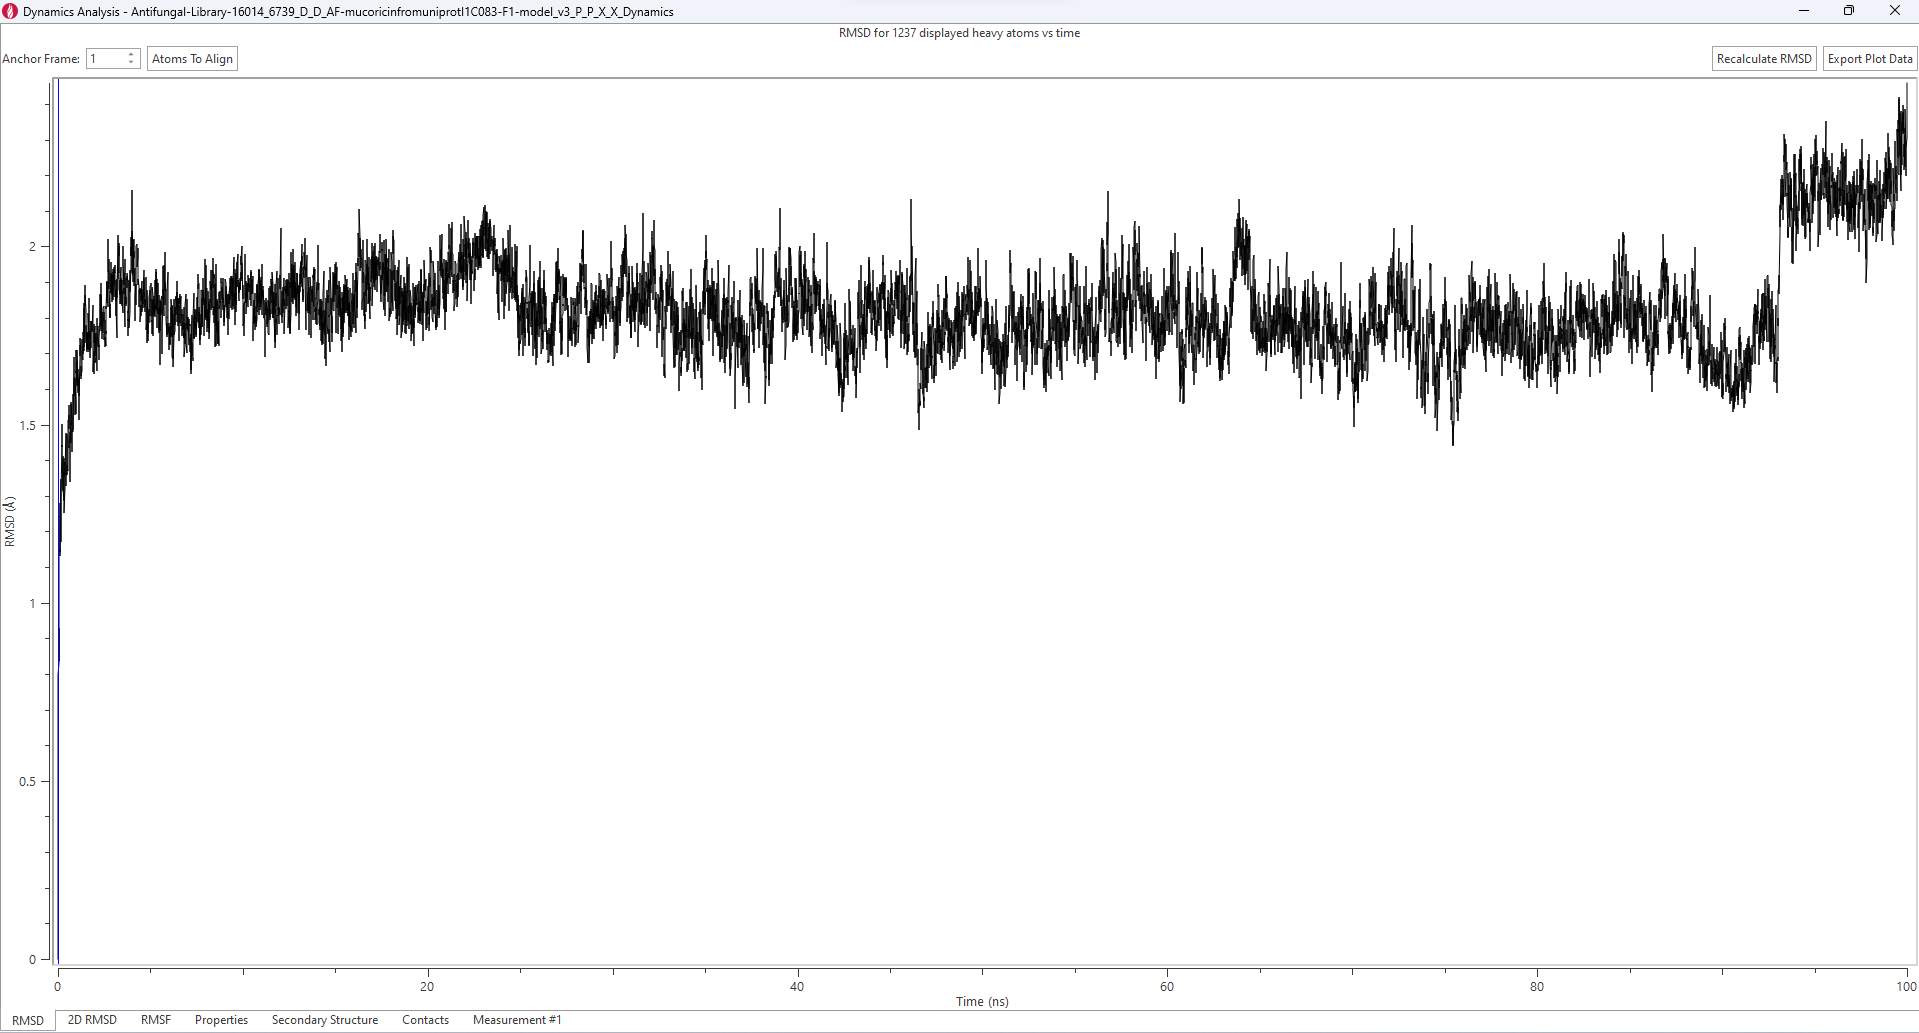 Dynamics Analysis - Antifungal-Library-16014_6739_D_D_AF-mucoricinfromuniprotI1C083-F1-model_v3_P_P_X_X_Dynamics
RMSD for 1237 displayed heavy atoms vs time
Anchor Frame: 1 Atoms To Align Recalculate RMSD Export Plot Data
2
1.5
1
0.5
0
RMSD (Å)
0 20 40 60 80 100
Time (ns)
RMSD 2D RMSD RMSF Properties Secondary Structure Contacts Measurement #1